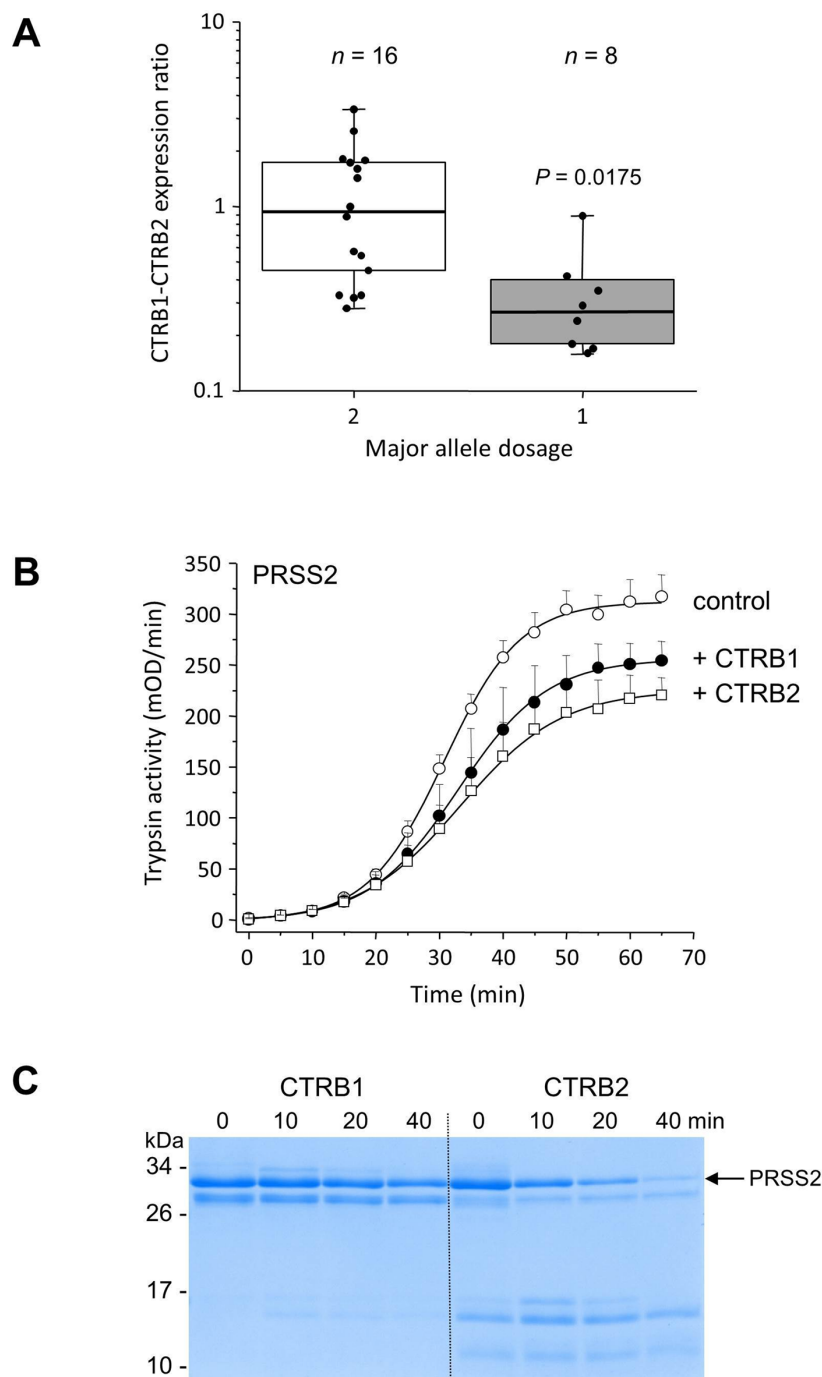 A
CTRB1-CTRB2 expression ratio
10
1
0.1
n = 16
n = 8
P = 0.0175
2
1
Major allele dosage
B
Trypsin activity (mOD/min)
350
300
250
200
150
100
50
0
PRSS2
control
+ CTRB1
+ CTRB2
0 10 20 30 40 50 60 70
Time (min)
C
CTRB1 CTRB2
0 10 20 40 0 10 20 40 min
kDa
34 -
26 -
17 -
10 -
PRSS2